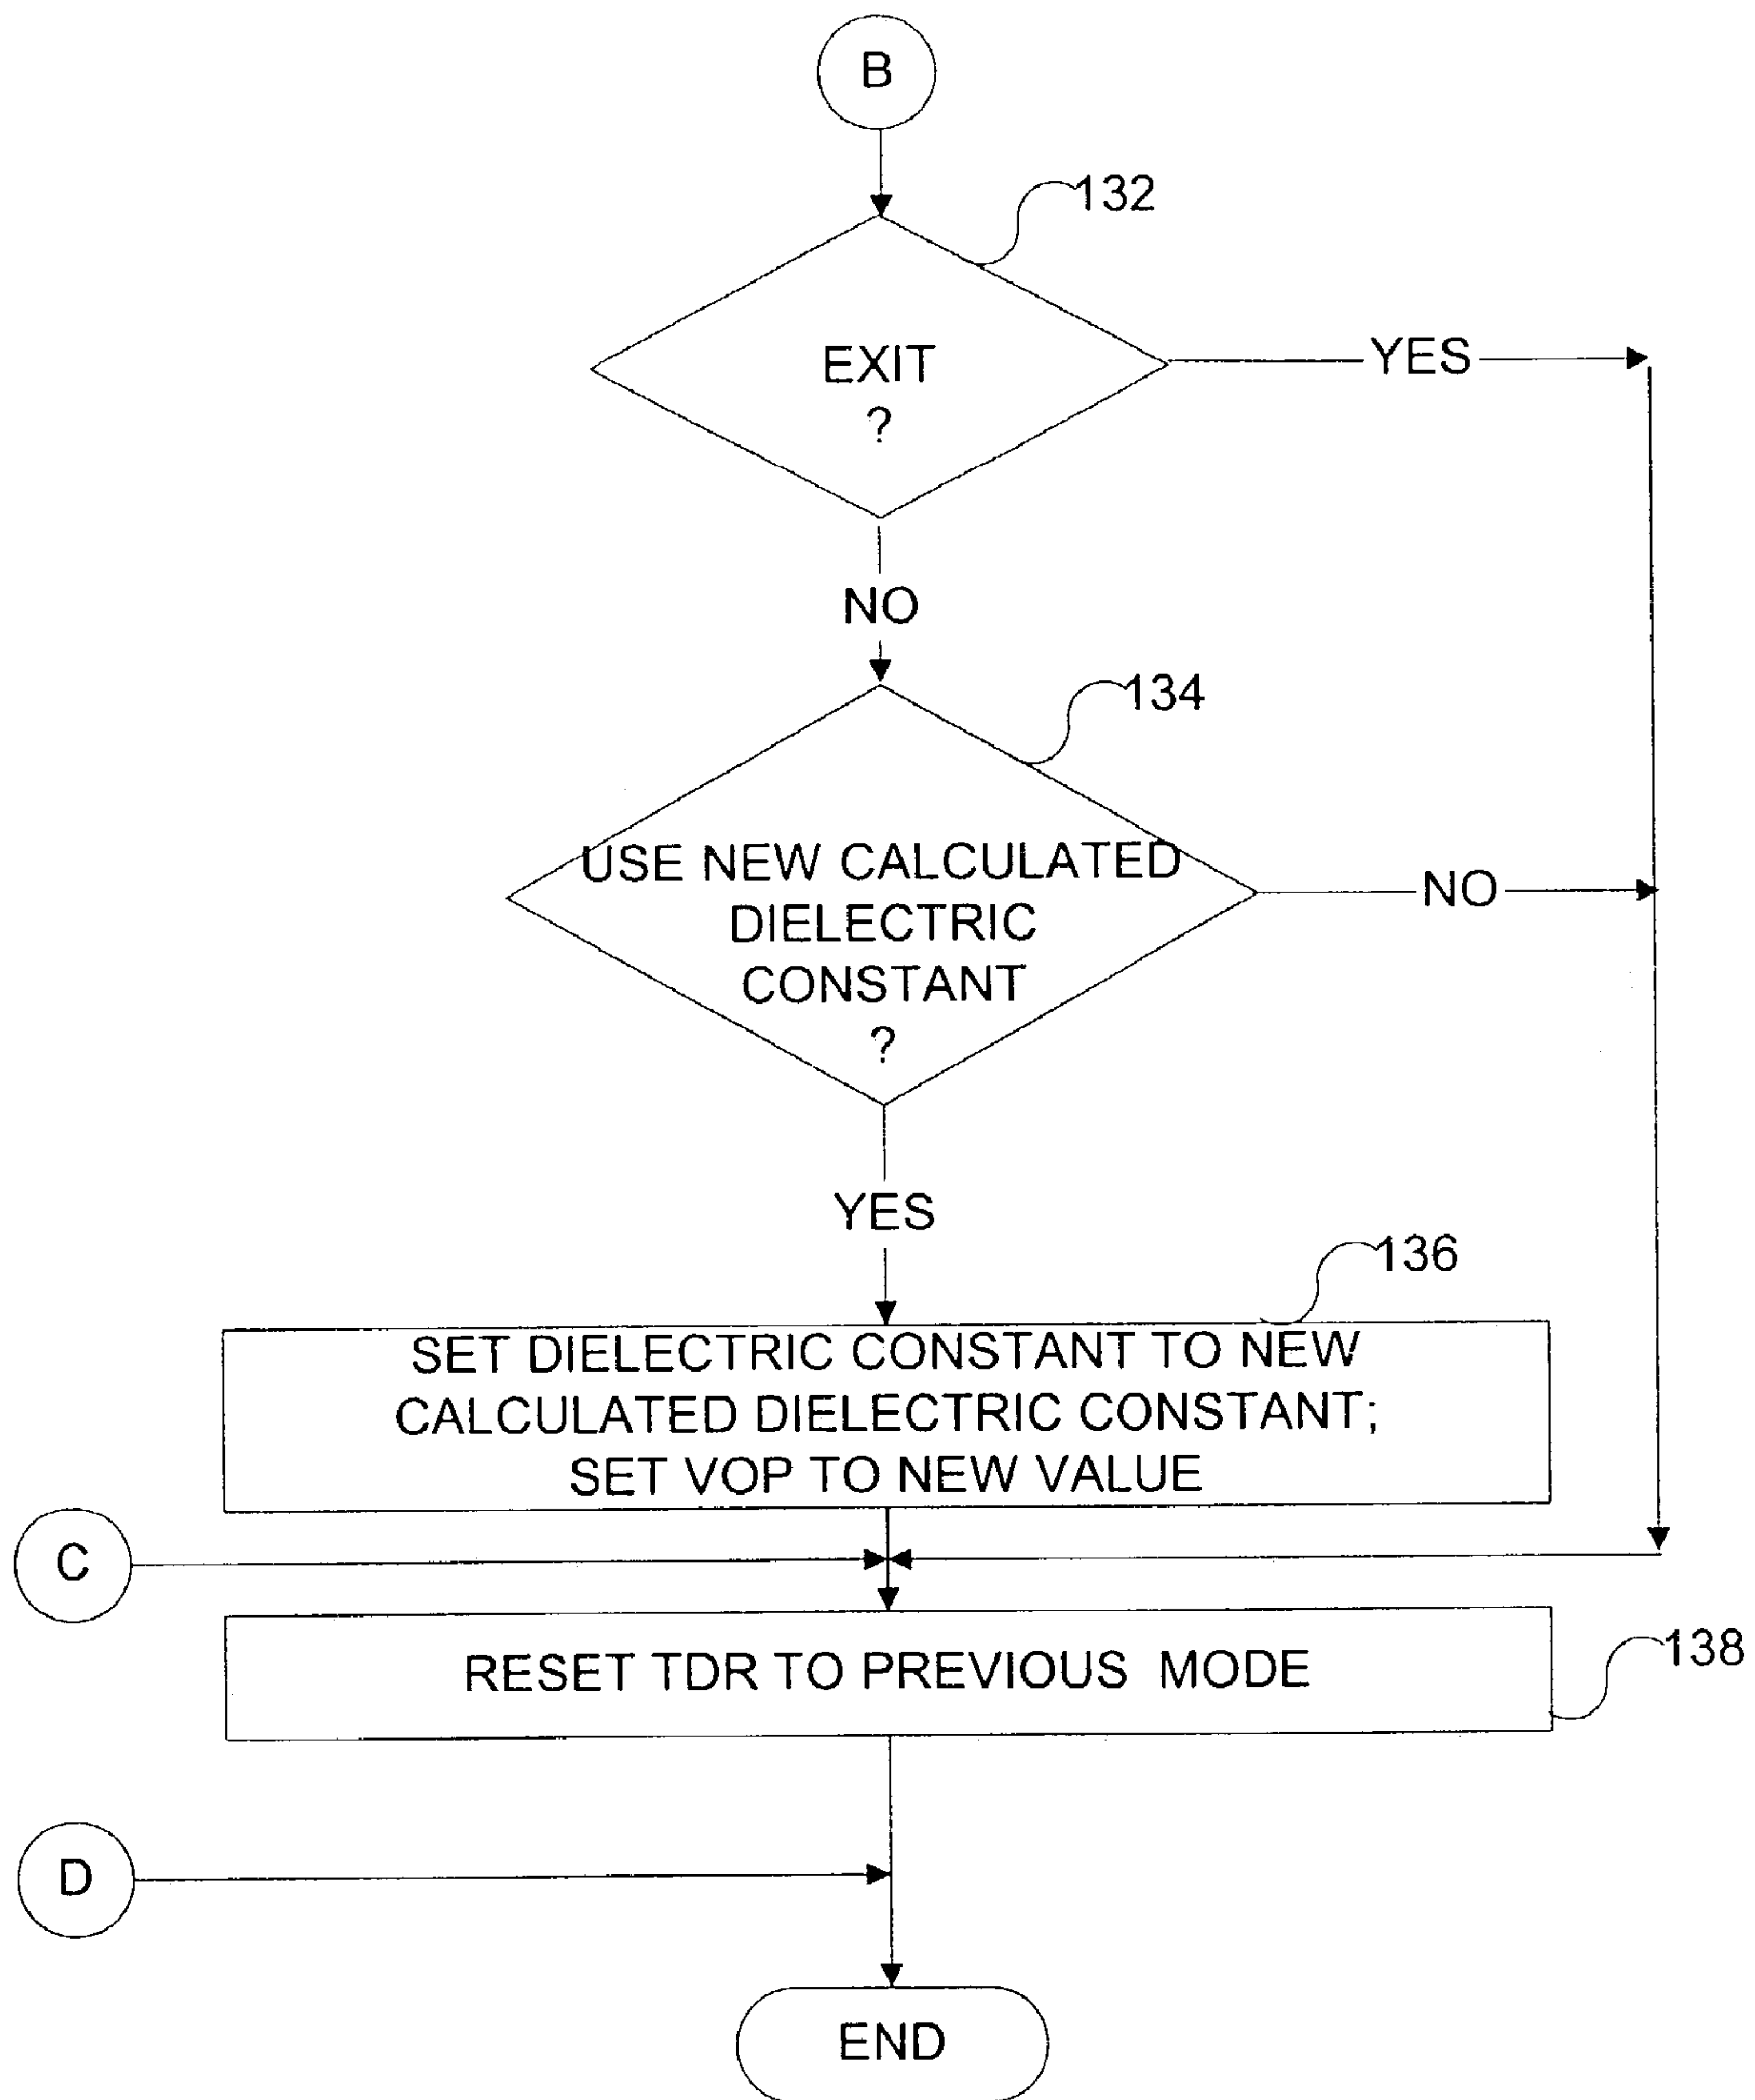 B
132
EXIT
?
YES
NO
134
USE NEW CALCULATED
DIELECTRIC
CONSTANT
?
NO
YES
136
SET DIELECTRIC CONSTANT TO NEW
CALCULATED DIELECTRIC CONSTANT;
SET VOP TO NEW VALUE
C
RESET TDR TO PREVIOUS MODE
138
D
END